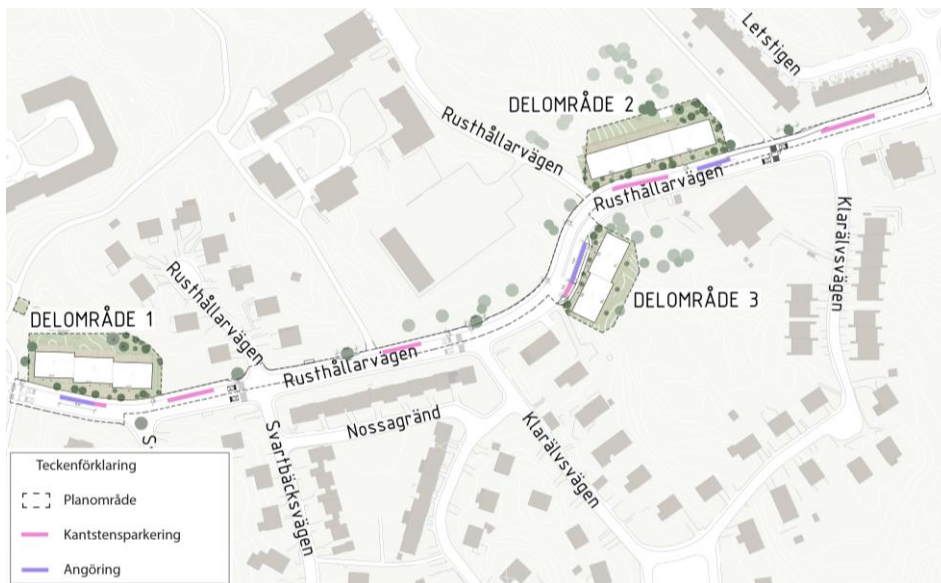 Letstigen
DELOMRÅDE 2
Rusthållarvägen
Rusthållarvägen
Klarälvsvägen
DELOMRÅDE 3
Rusthållarvägen
DELOMRÅDE 1
Rusthållarvägen
Nossagränd
Klarälvsvägen
Svartbäcksvägen
Teckenförklaring
Planområde
Kantstensparkering
Angöring